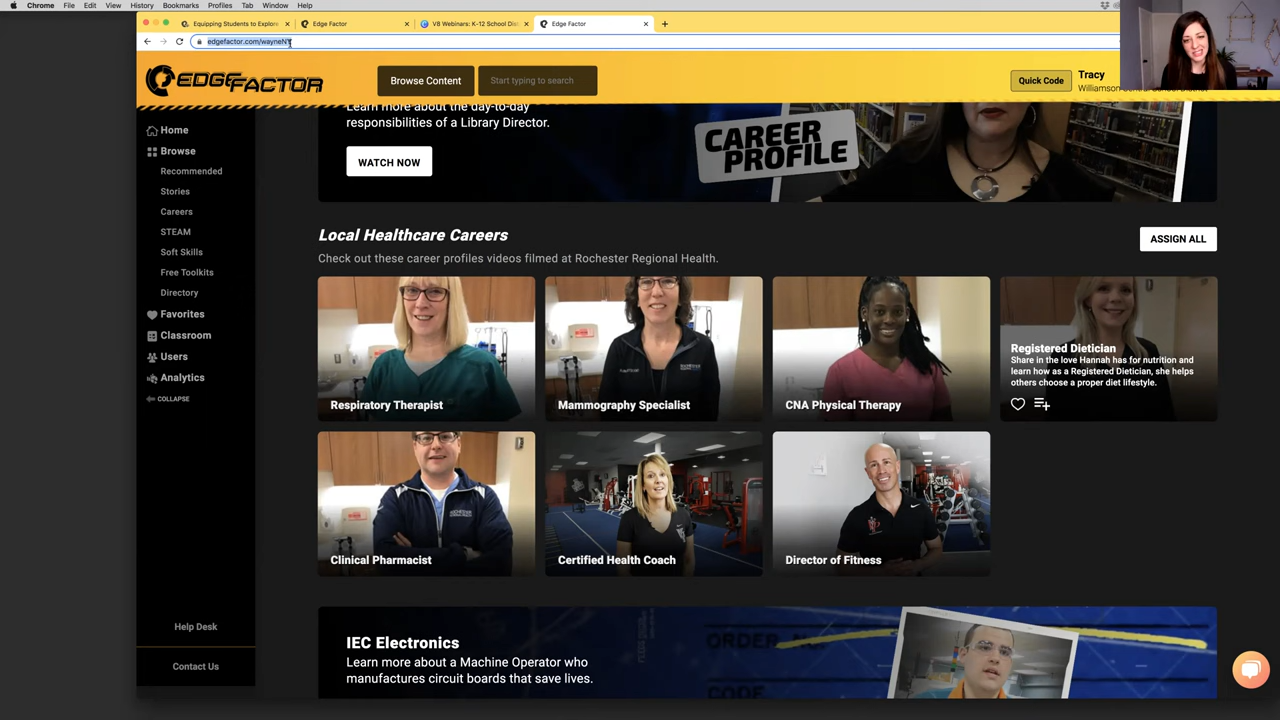 Chrome File Edit View History Bookmarks Profiles Tab Window Help
Equipping Students to Explore
Edge Factor
V8 Webinars: K-12 School Dist
Edge Factor
edgefactor.com/wayneNY
EDGEFACTOR
Browse Content
Start typing to search
Quick Code
Tracy
Williamson Central School District
Home
Browse
Recommended
Stories
Careers
STEAM
Soft Skills
Free Toolkits
Directory
Favorites
Classroom
Users
Analytics
COLLAPSE
Help Desk
Contact Us
Learn more about the day-to-day
responsibilities of a Library Director.
WATCH NOW
CAREER
PROFILE
Local Healthcare Careers
ASSIGN ALL
Check out these career profiles videos filmed at Rochester Regional Health.
Respiratory Therapist
Mammography Specialist
CNA Physical Therapy
Registered Dietician
Share in the love Hannah has for nutrition and
learn how as a Registered Dietician, she helps
others choose a proper diet lifestyle.
Clinical Pharmacist
Certified Health Coach
Director of Fitness
IEC Electronics
Learn more about a Machine Operator who
manufactures circuit boards that save lives.
ORDER NO.
CODE